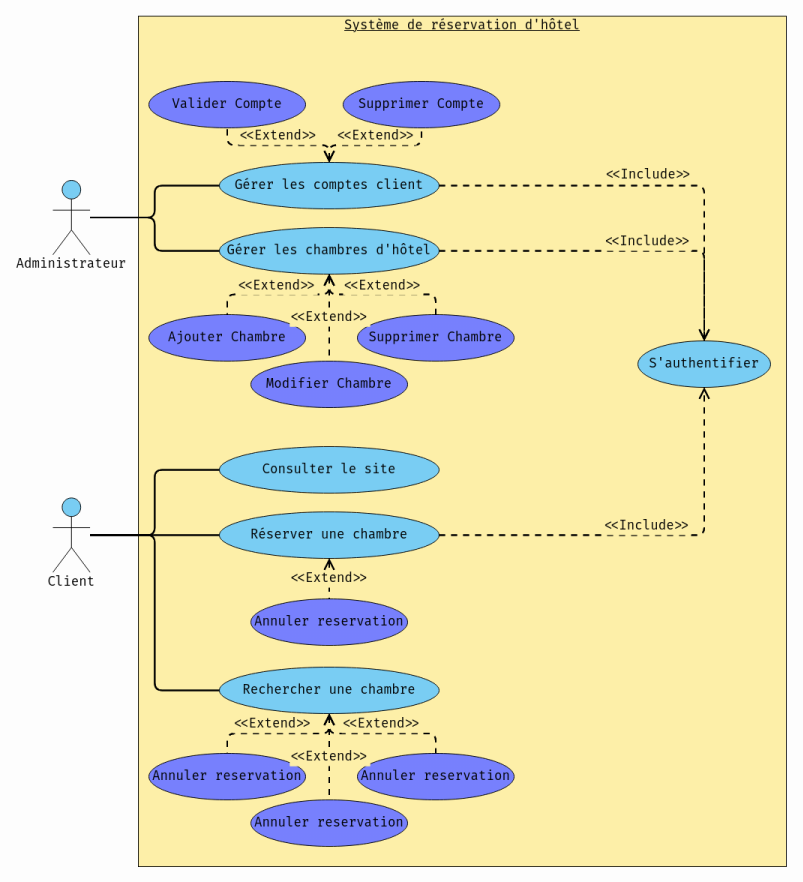 Système de réservation d'hôtel
Valider Compte
Supprimer Compte
<<Extend>>
<<Extend>>
<<Include>>
Gérer les comptes client
<<Include>>
Gérer les chambres d'hôtel
Administrateur
<<Extend>>
<<Extend>>
<<Extend>>
Ajouter Chambre
Supprimer Chambre
S'authentifier
Modifier Chambre
Consulter le site
<<Include>>
Réserver une chambre
<<Extend>>
Client
Annuler reservation
Rechercher une chambre
<<Extend>>
<<Extend>>
<<Extend>>
Annuler reservation
Annuler reservation
Annuler reservation